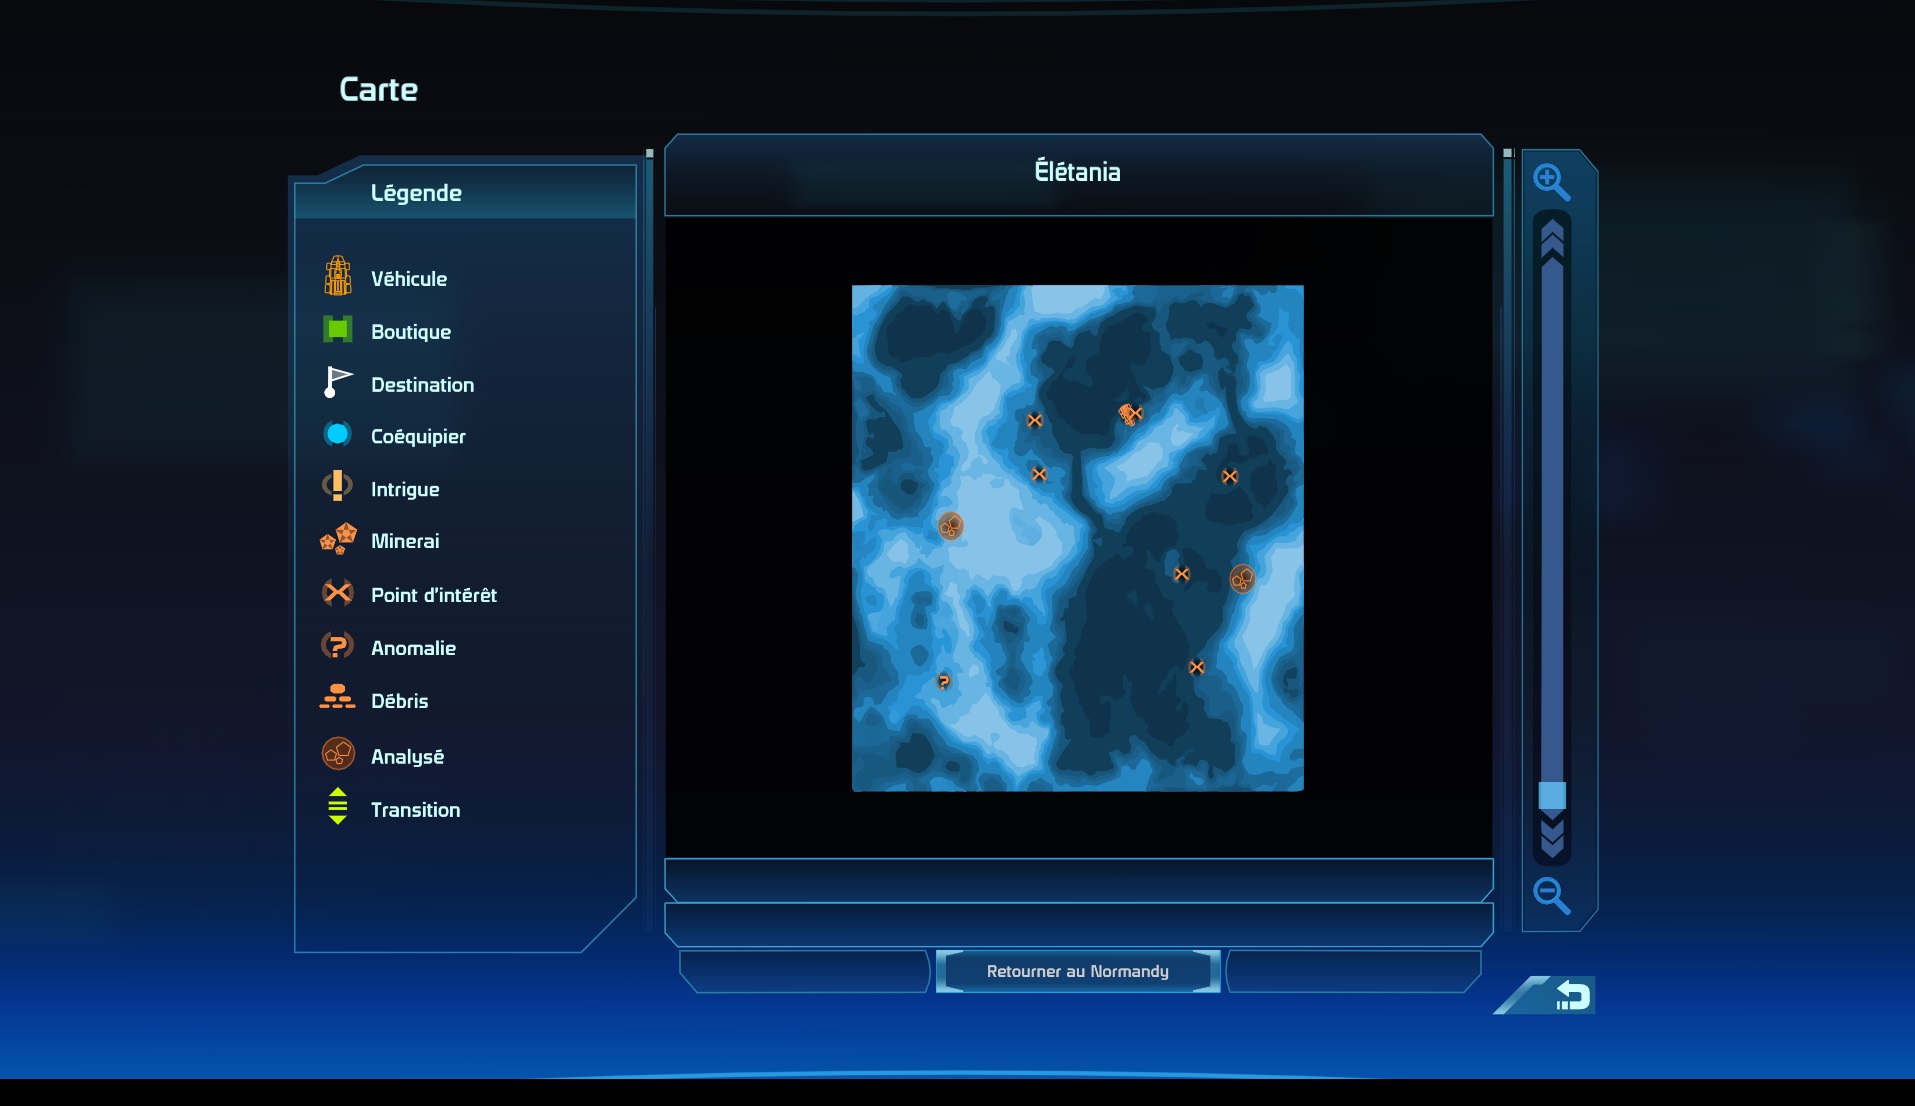 Carte
Légende
Véhicule
Boutique
Destination
Coéquipier
Intrigue
Minerai
Point d'intérêt
Anomalie
Débris
Analysé
Transition
Élétania
Retourner au Normandy